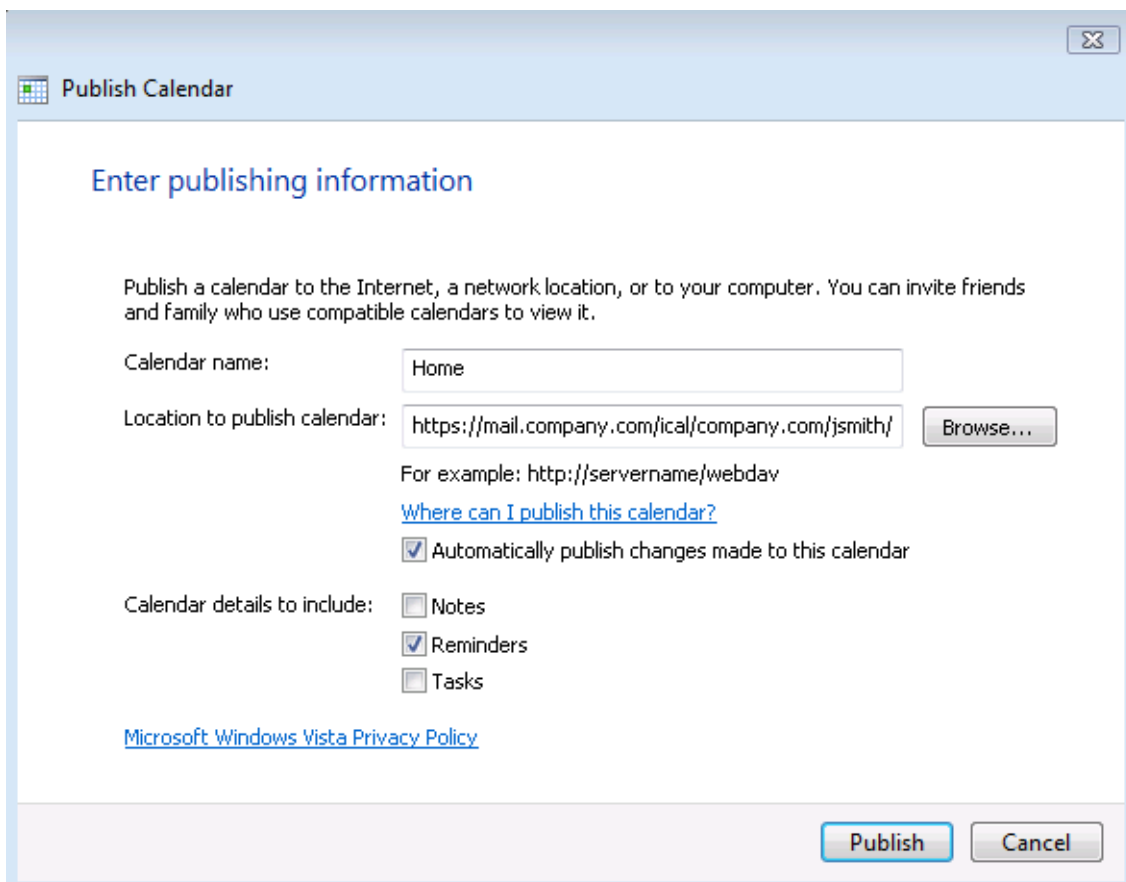 Publish Calendar
Enter publishing information
Publish a calendar to the Internet, a network location, or to your computer. You can invite friends
and family who use compatible calendars to view it.
Calendar name:
Home
Location to publish calendar:
https://mail.company.com/ical/company.com/jsmith/
Browse...
For example: http://servername/webdav
Where can I publish this calendar?
Automatically publish changes made to this calendar
Calendar details to include:
Notes
Reminders
Tasks
Microsoft Windows Vista Privacy Policy
Publish
Cancel